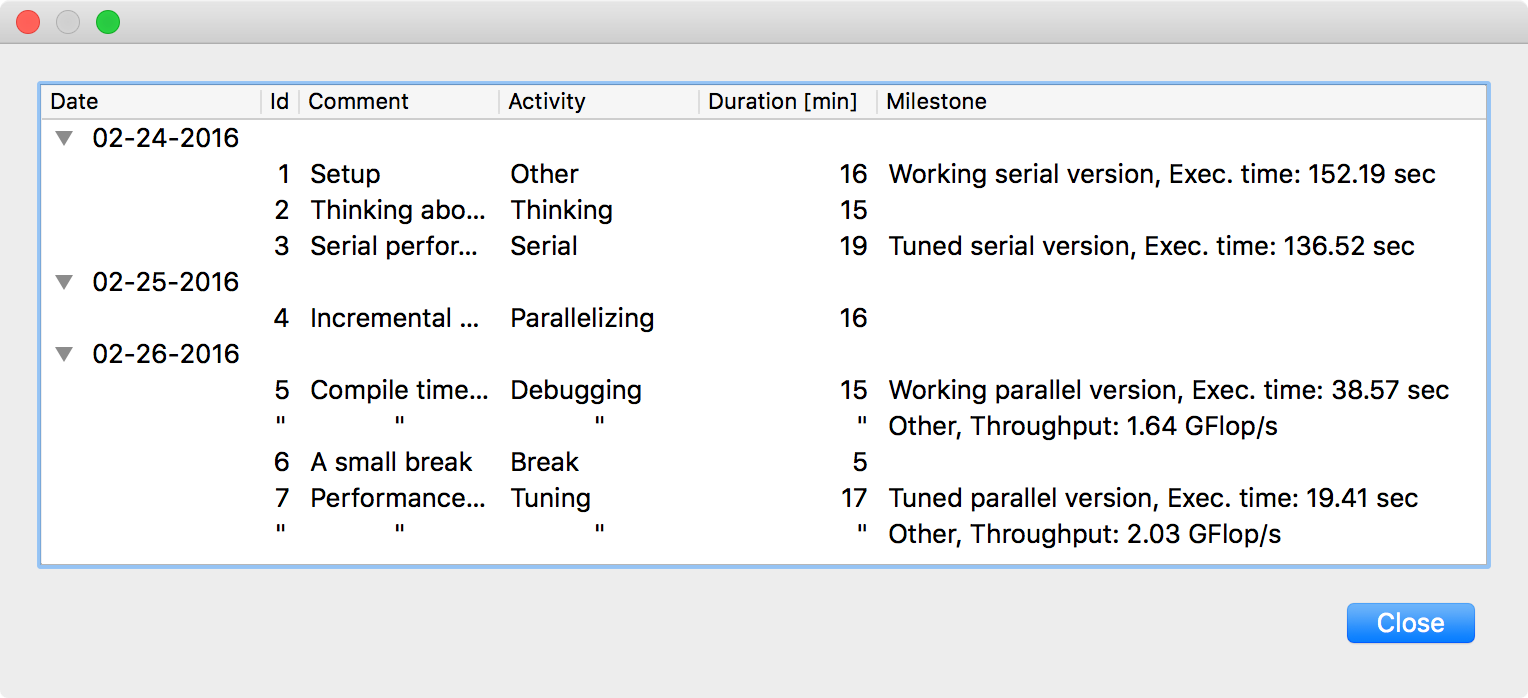 Date Id Comment Activity Duration [min] Milestone
02-24-2016
1 Setup Other 16 Working serial version, Exec. time: 152.19 sec
2 Thinking abo... Thinking 15
3 Serial perfor... Serial 19 Tuned serial version, Exec. time: 136.52 sec
02-25-2016
4 Incremental ... Parallelizing 16
02-26-2016
5 Compile time... Debugging 15 Working parallel version, Exec. time: 38.57 sec
" " " " Other, Throughput: 1.64 GFlop/s
6 A small break Break 5
7 Performance... Tuning 17 Tuned parallel version, Exec. time: 19.41 sec
" " " " Other, Throughput: 2.03 GFlop/s
Close